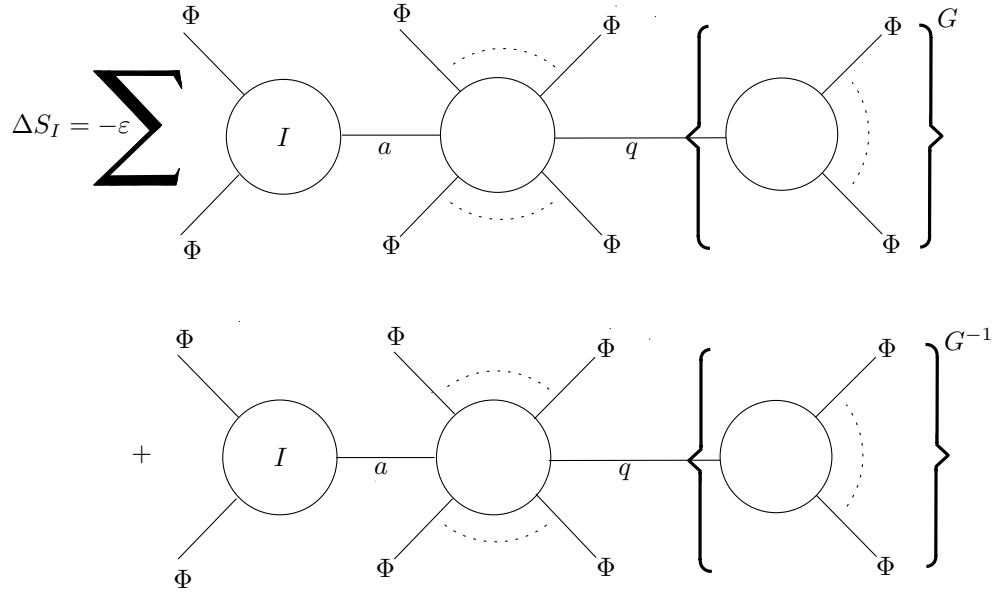 Φ Φ Φ Φ G
ΔS_I = −ε ∑ I a q
Φ Φ Φ Φ
Φ Φ Φ Φ G^{-1}
+ I a q
Φ Φ Φ Φ